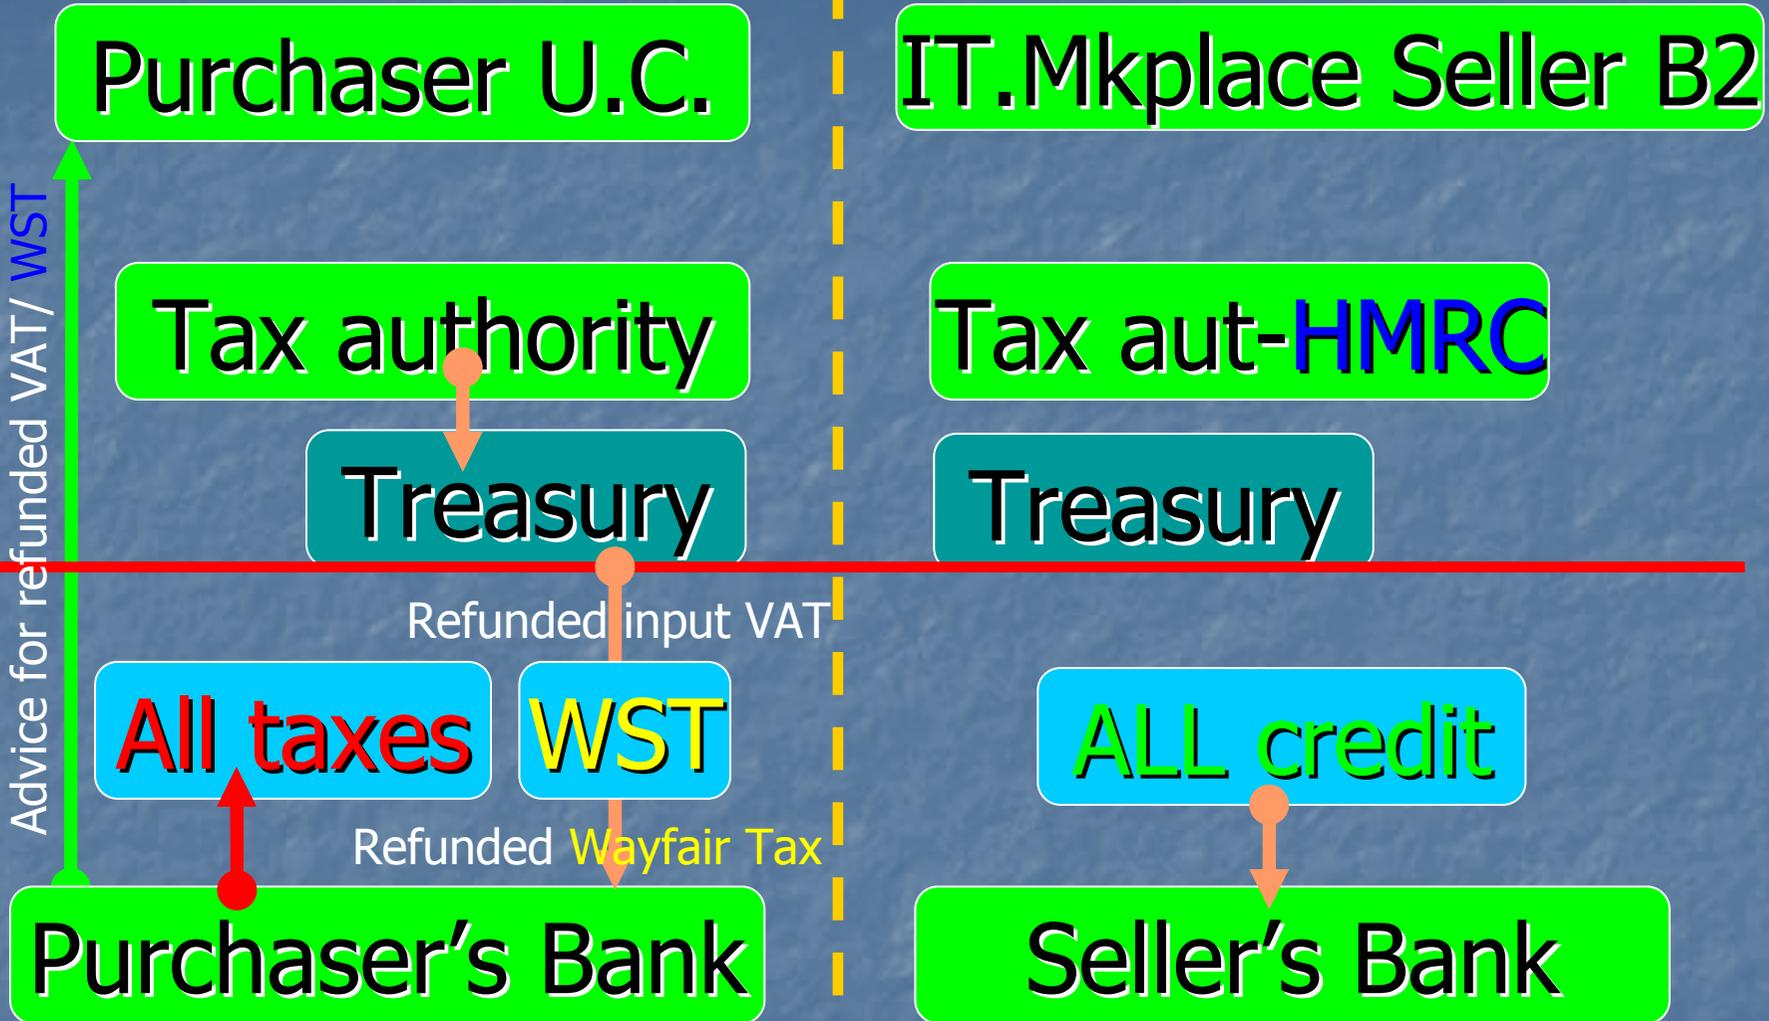 Purchaser U.C.
IT.Mkplace Seller B2
Advice for refunded VAT/ WST
Tax authority
Tax aut-HMRC
Treasury
Treasury
Refunded input VAT
All taxes
WST
ALL credit
Refunded Wayfair Tax
Purchaser’s Bank
Seller’s Bank